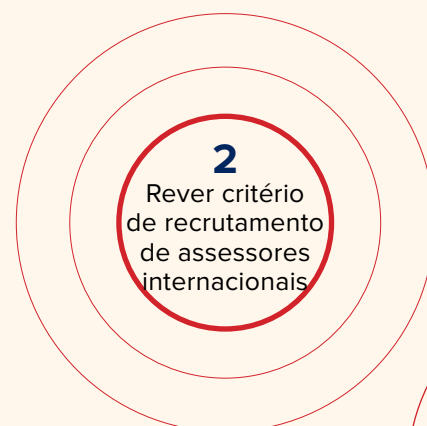 2
Rever critério
de recrutamento
de assessores
internacionais